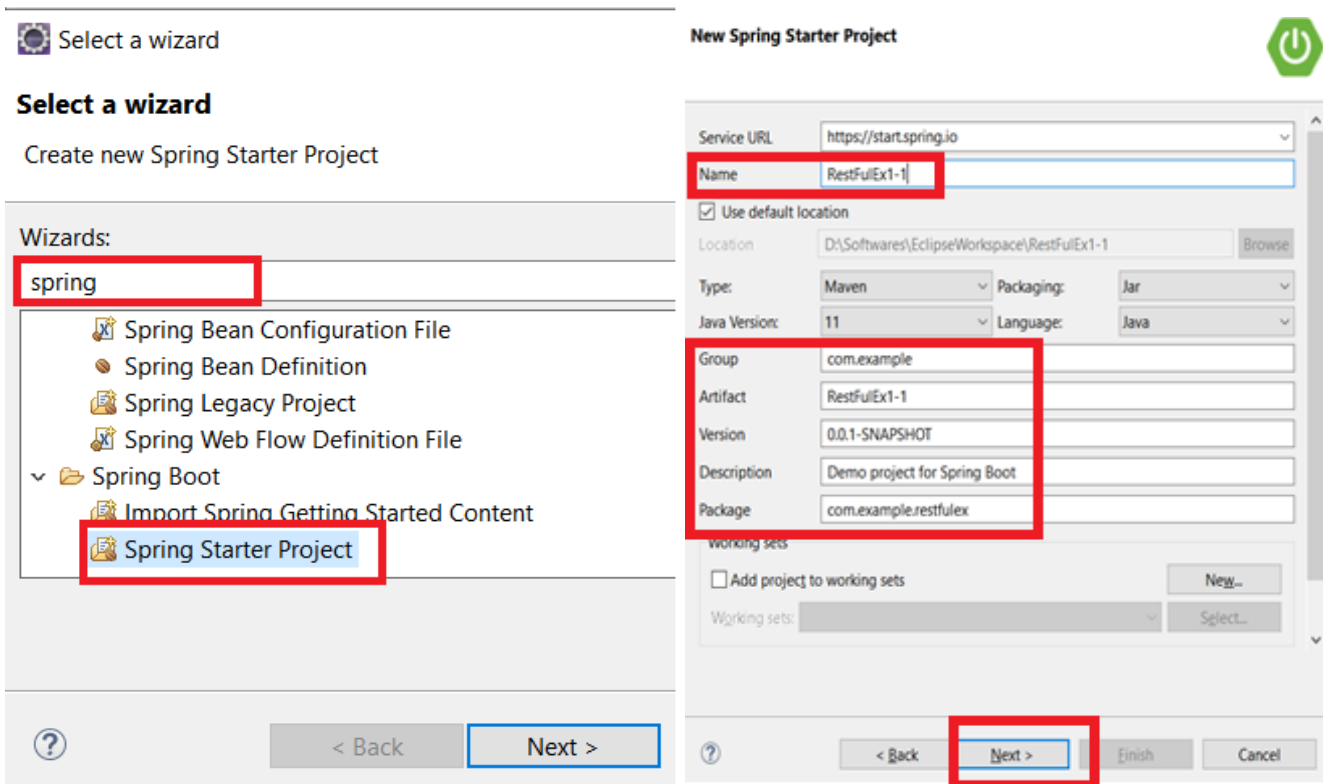 Select a wizard
Select a wizard
Create new Spring Starter Project
Wizards:
spring
Spring Bean Configuration File
Spring Bean Definition
Spring Legacy Project
Spring Web Flow Definition File
Spring Boot
Import Spring Getting Started Content
Spring Starter Project
< Back Next >
New Spring Starter Project
Service URL https://start.spring.io
Name RestFulEx1-1
Use default location
Location D:\Softwares\EclipseWorkspace\RestFulEx1-1 Browse
Type: Maven Packaging: Jar
Java Version: 11 Language: Java
Group com.example
Artifact RestFulEx1-1
Version 0.0.1-SNAPSHOT
Description Demo project for Spring Boot
Package com.example.restfulex
Working sets
Add project to working sets New...
Working sets: Select...
< Back Next > Finish Cancel